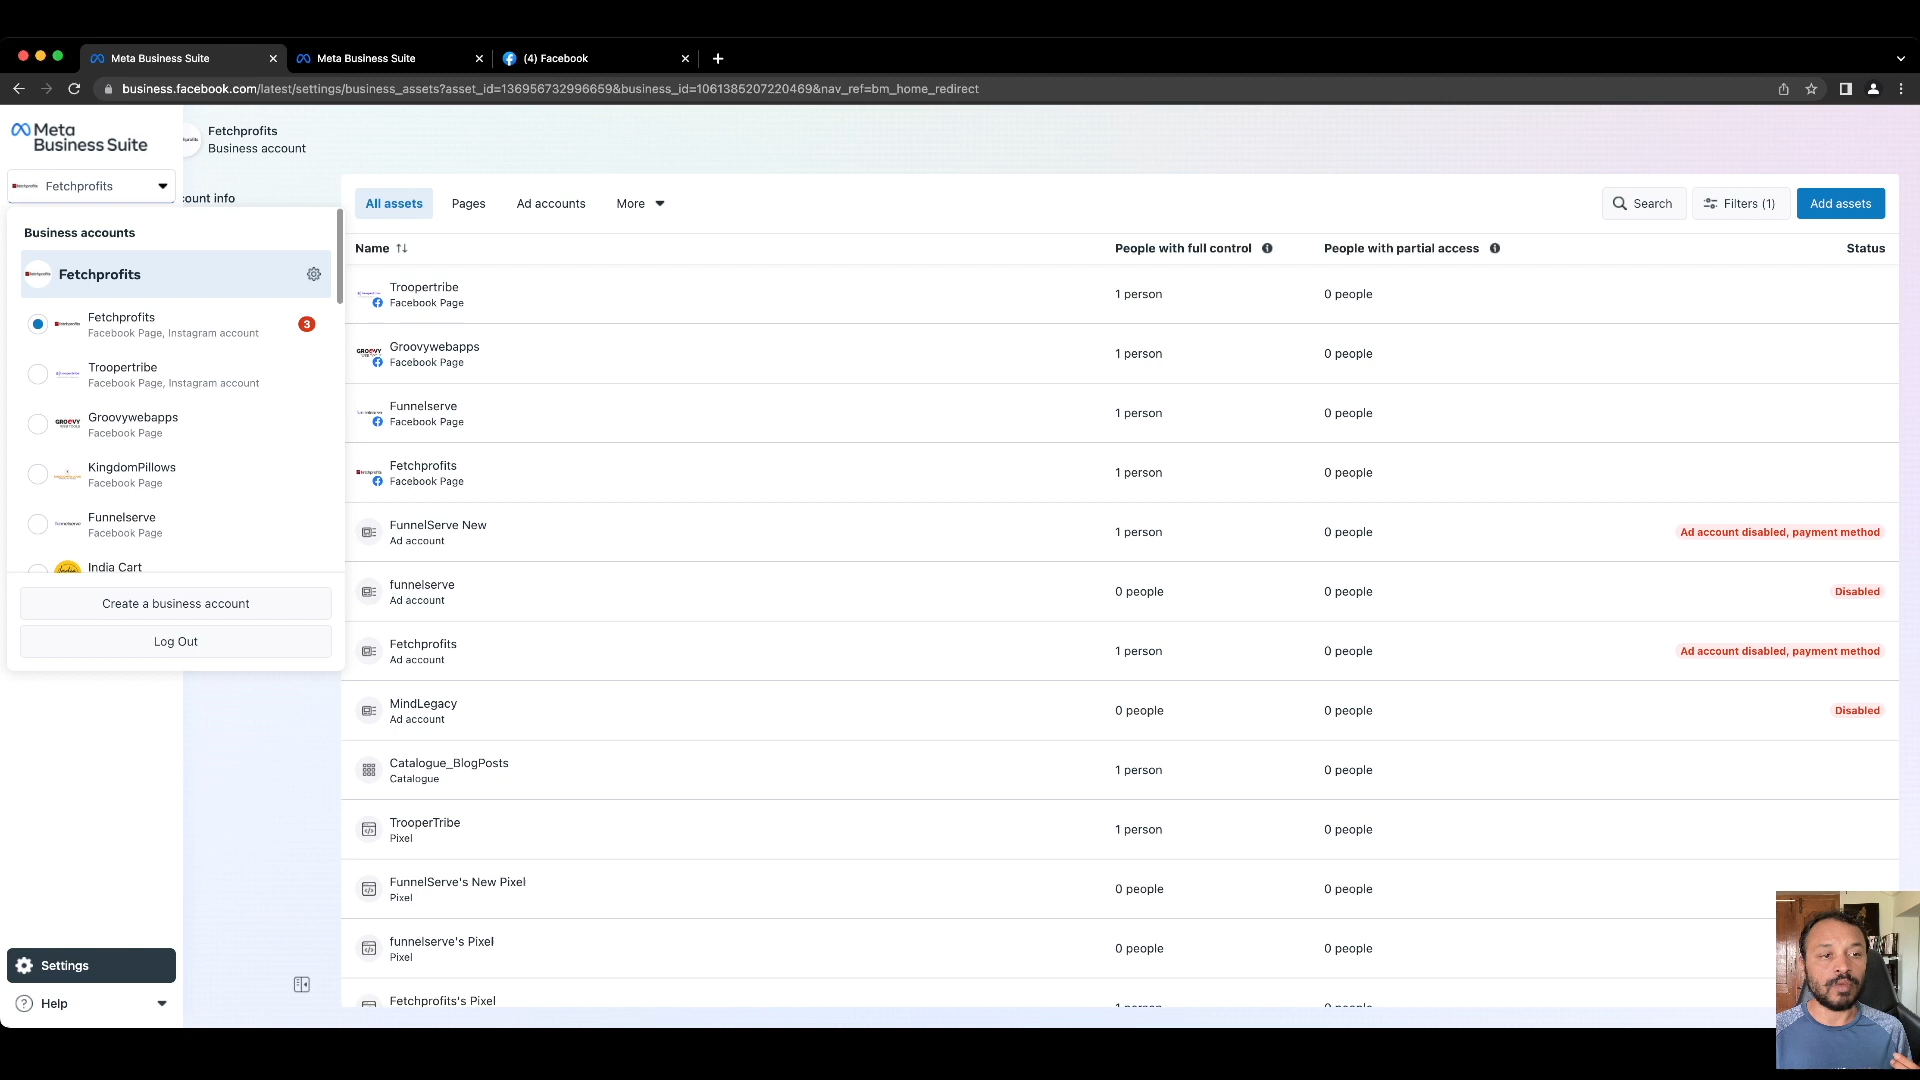 Meta Business Suite
Meta Business Suite
(4) Facebook
business.facebook.com/latest/settings/business_assets?asset_id=136956732996659&business_id=1061385207220469&nav_ref=bm_home_redirect
Meta
Business Suite
Fetchprofits
Business account
Fetchprofits
count info
Business accounts
Fetchprofits
Fetchprofits
Facebook Page, Instagram account
3
Troopertribe
Facebook Page, Instagram account
GROOVY
Groovywebapps
Facebook Page
KingdomPillows
Facebook Page
Funnelserve
Facebook Page
India Cart
Create a business account
Log Out
Settings
Help
All assets
Pages
Ad accounts
More
Search
Filters (1)
Add assets
Name
People with full control
People with partial access
Status
Troopertribe
Facebook Page
1 person
0 people
GROOVY
Groovywebapps
Facebook Page
1 person
0 people
Funnelserve
Facebook Page
1 person
0 people
Fetchprofits
Facebook Page
1 person
0 people
FunnelServe New
Ad account
1 person
0 people
Ad account disabled, payment method
funnelserve
Ad account
0 people
0 people
Disabled
Fetchprofits
Ad account
1 person
0 people
Ad account disabled, payment method
MindLegacy
Ad account
0 people
0 people
Disabled
Catalogue_BlogPosts
Catalogue
1 person
0 people
TrooperTribe
Pixel
1 person
0 people
FunnelServe's New Pixel
Pixel
0 people
0 people
funnelserve's Pixel
Pixel
0 people
0 people
Fetchprofits's Pixel
1 person
0 people